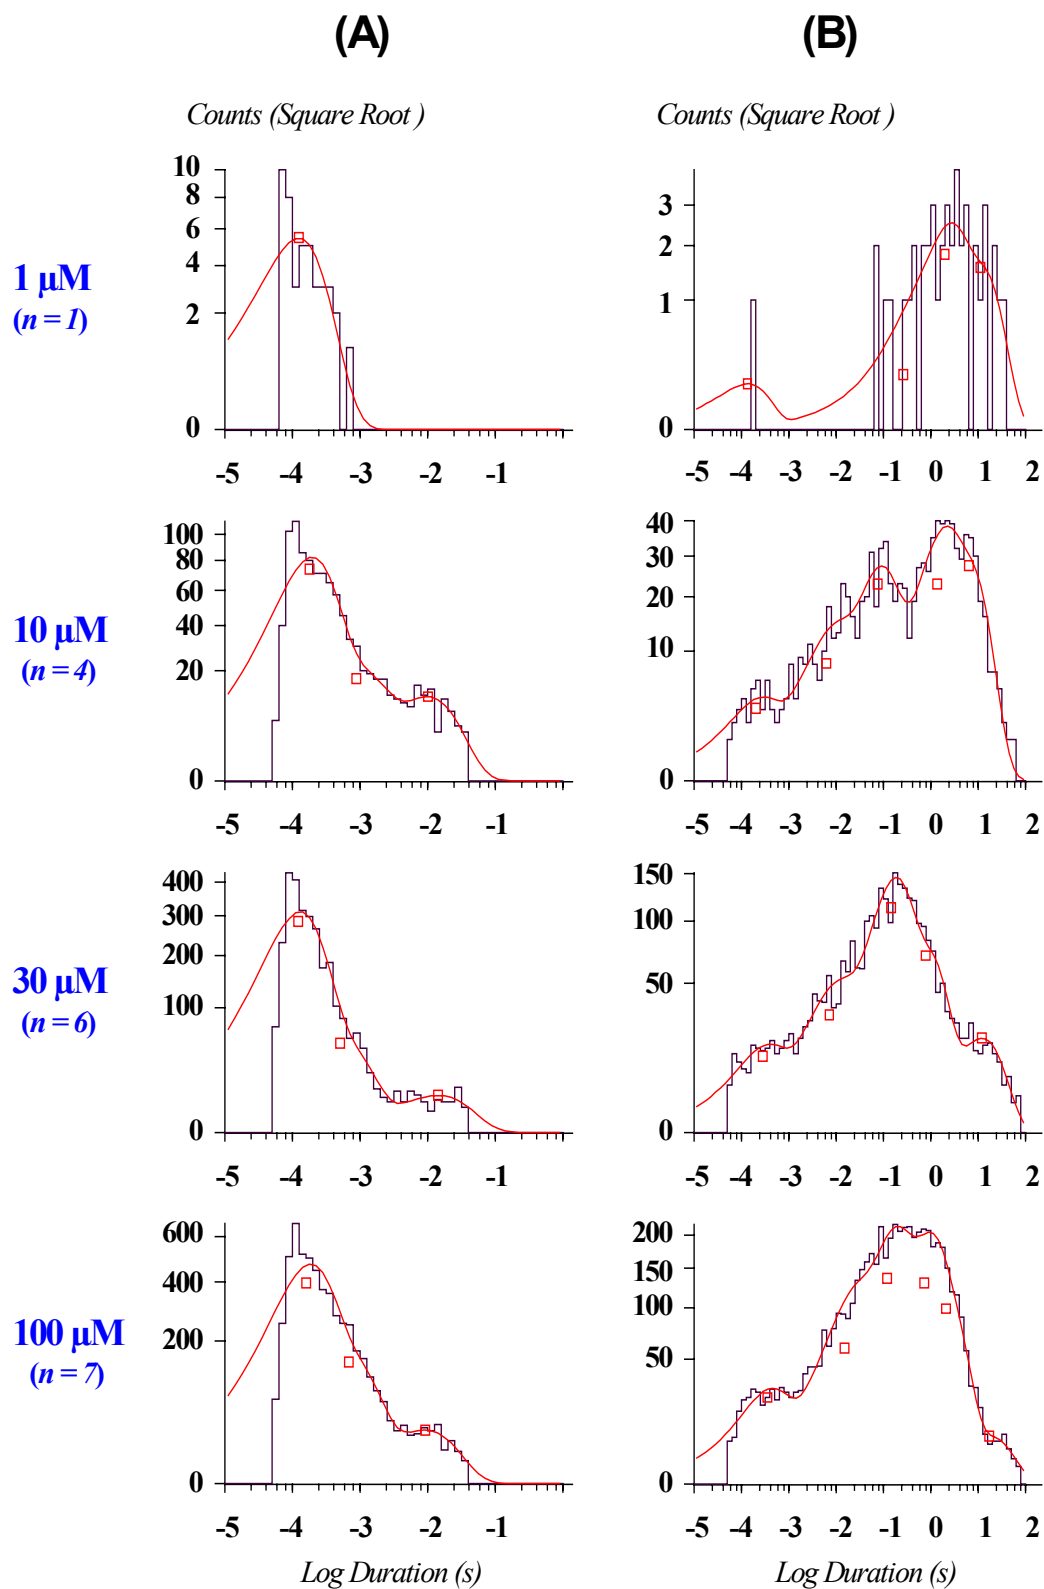 (A) (B)
Counts (Square Root ) Counts (Square Root )
10
8
6
4
2
0
3
2
1
0
1 µM
(n = 1)
-5 -4 -3 -2 -1
-5 -4 -3 -2 -1 0 1 2
100
80
60
40
20
0
40
30
20
10
0
10 µM
(n = 4)
-5 -4 -3 -2 -1
-5 -4 -3 -2 -1 0 1 2
400
300
200
100
0
150
100
50
0
30 µM
(n = 6)
-5 -4 -3 -2 -1
-5 -4 -3 -2 -1 0 1 2
600
400
200
0
200
150
100
50
0
100 µM
(n = 7)
-5 -4 -3 -2 -1
-5 -4 -3 -2 -1 0 1 2
Log Duration (s) Log Duration (s)